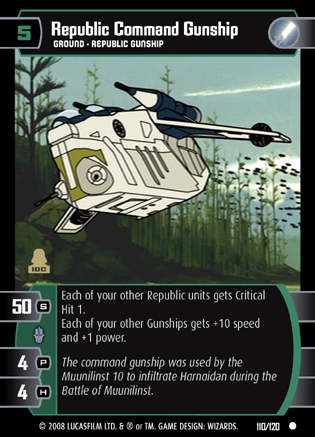 5 Republic Command Gunship
GROUND - REPUBLIC GUNSHIP
IDC
50 S
Each of your other Republic units gets Critical
Hit 1.
Each of your other Gunships gets +10 speed
and +1 power.
4 P
The command gunship was used by the
Muunilinst 10 to infiltrate Harnaidan during the
4 H
Battle of Muunilinst.
© 2008 LUCASFILM LTD. & ® or TM. GAME DESIGN: WIZARDS. 110/120